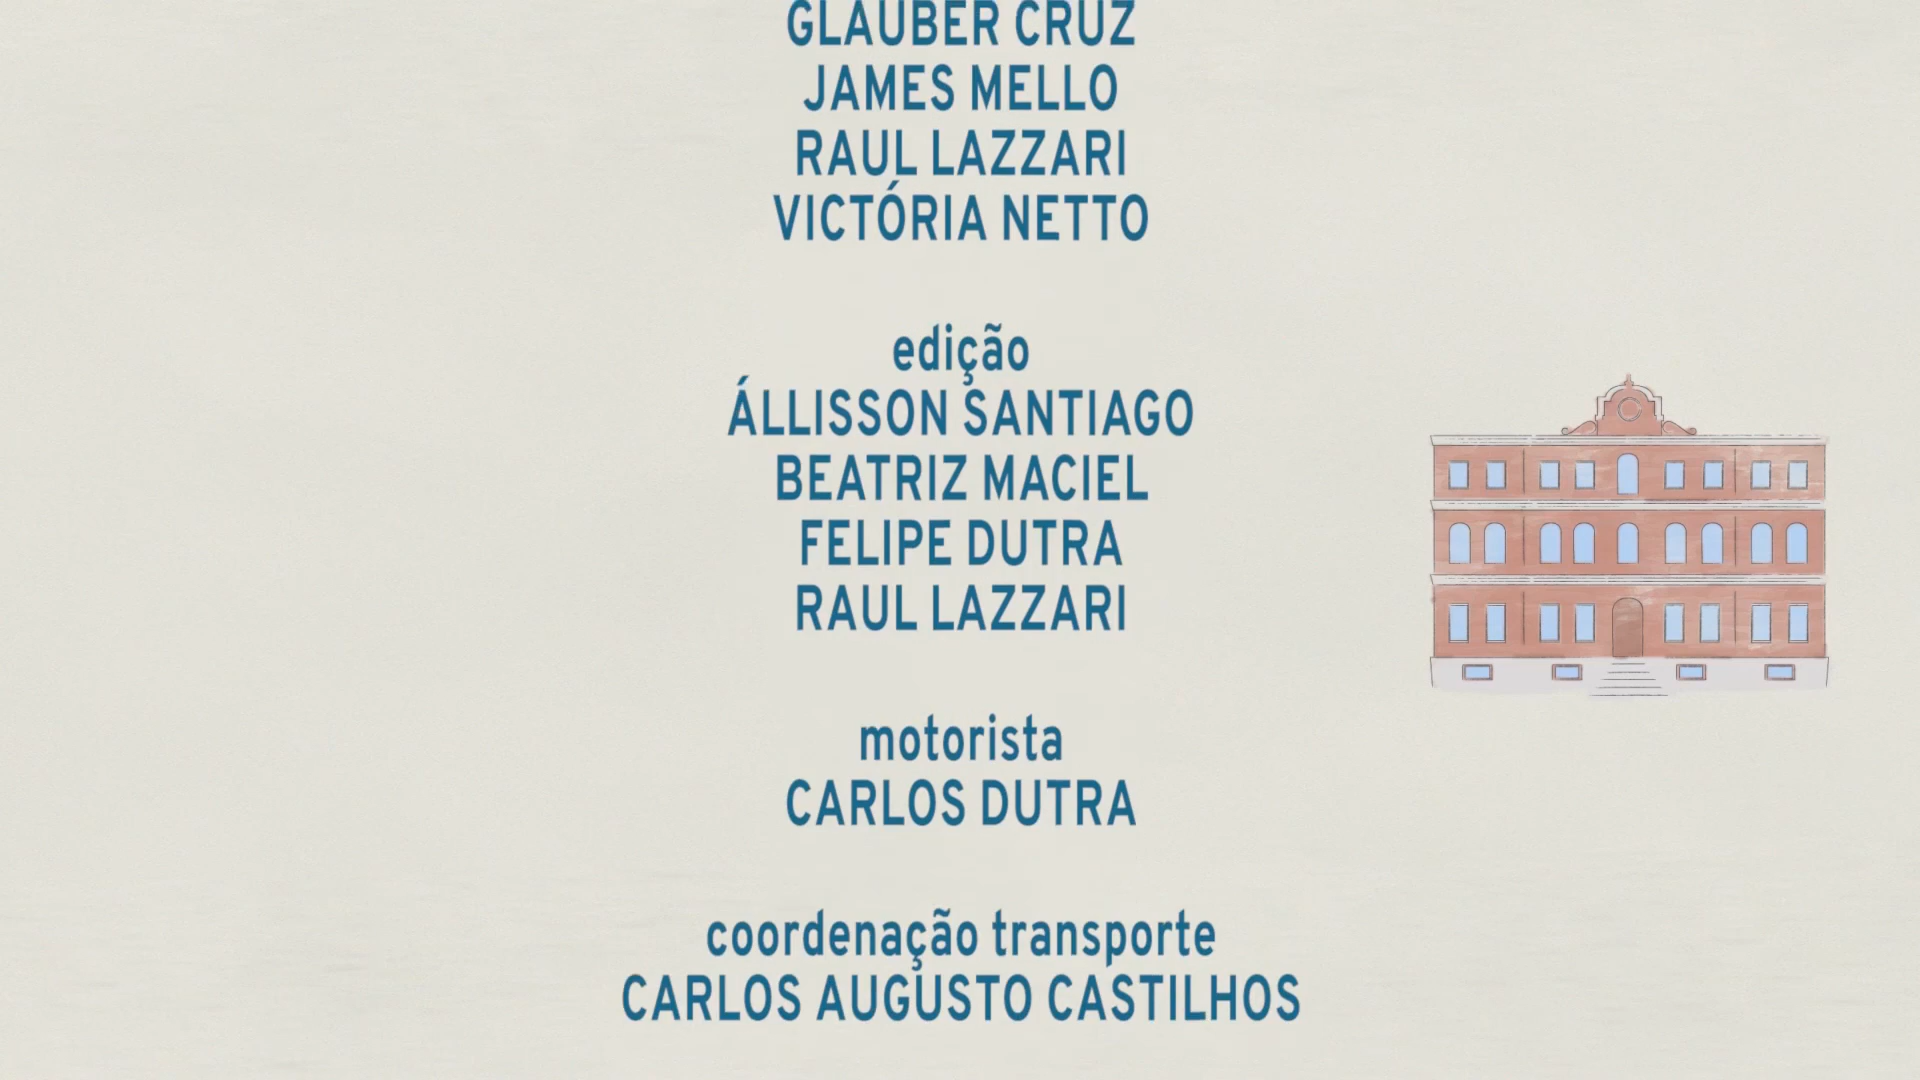 GLAUBER CRUZ
JAMES MELLO
RAUL LAZZARI
VICTÓRIA NETTO
edição
ÁLLISSON SANTIAGO
BEATRIZ MACIEL
FELIPE DUTRA
RAUL LAZZARI
motorista
CARLOS DUTRA
coordenação transporte
CARLOS AUGUSTO CASTILHOS